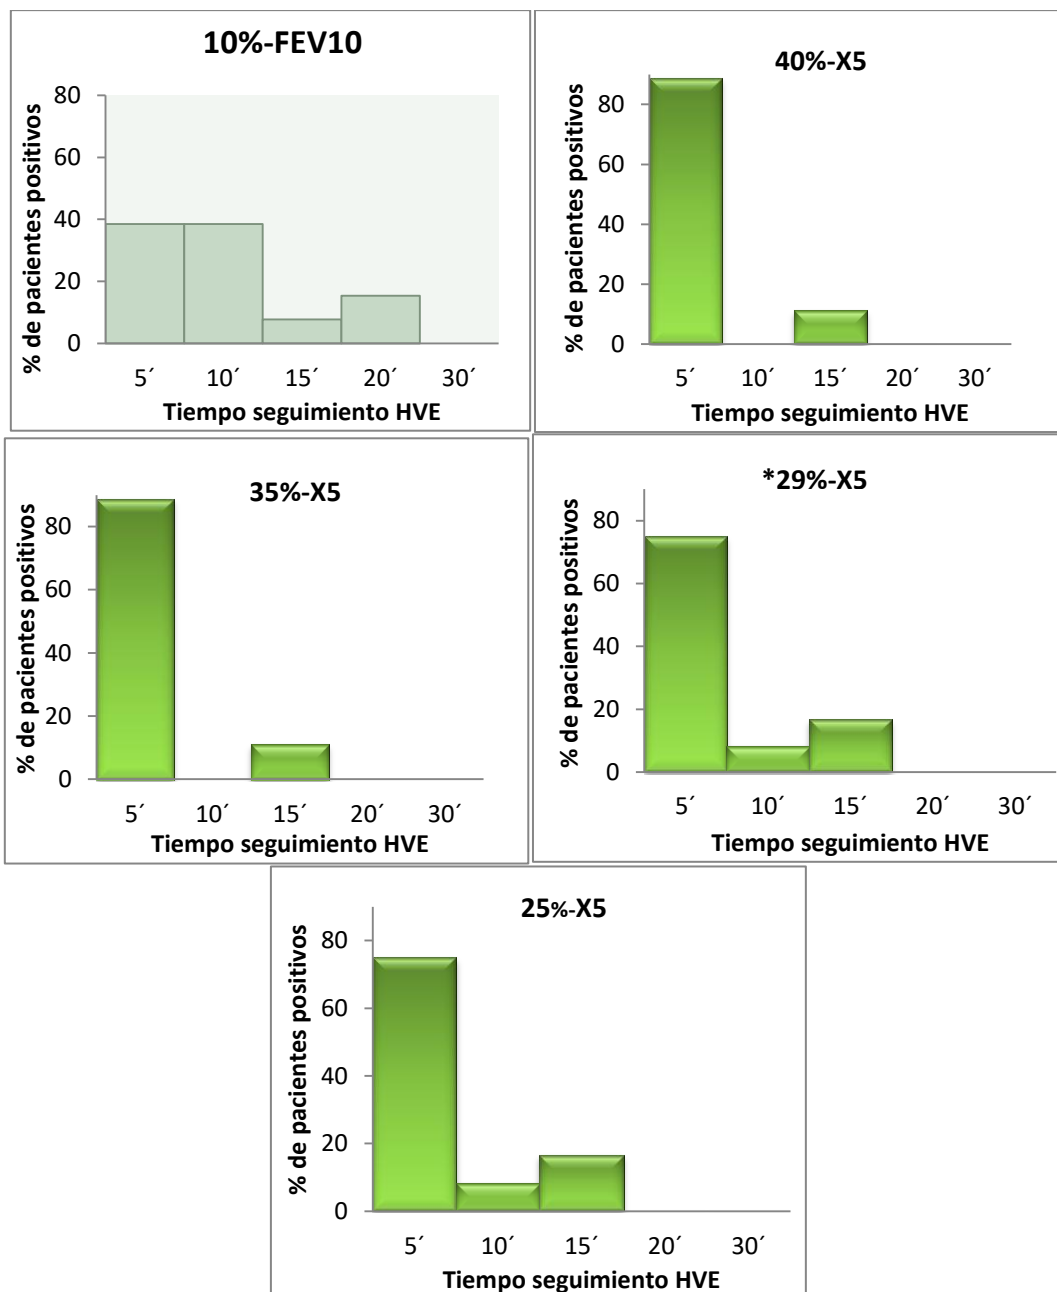 10%-FEV10
% de pacientes positivos
80
60
40
20
0
5´ 10´ 15´ 20´ 30´
Tiempo seguimiento HVE
40%-X5
% de pacientes positivos
80
60
40
20
0
5´ 10´ 15´ 20´ 30´
Tiempo seguimiento HVE
35%-X5
% de pacientes positivos
80
60
40
20
0
5´ 10´ 15´ 20´ 30´
Tiempo seguimiento HVE
*29%-X5
% de pacientes positivos
80
60
40
20
0
5´ 10´ 15´ 20´ 30´
Tiempo seguimiento HVE
25%-X5
% de pacientes positivos
80
60
40
20
0
5´ 10´ 15´ 20´ 30´
Tiempo seguimiento HVE